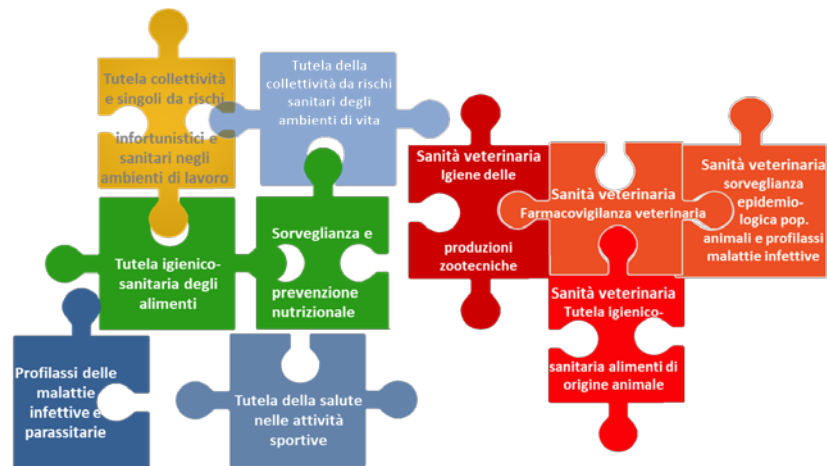 Tutela collettività
e singoli da rischi
infortunistici e
sanitari negli
ambienti di lavoro
Tutela della
collettività da rischi
sanitari degli
ambienti di vita
Tutela igienico-
sanitaria degli
alimenti
Sorveglianza e
prevenzione
nutrizionale
Profilassi delle
malattie
infettive e
parassitarie
Tutela della salute
nelle attività
sportive
Sanità veterinaria
Igiene delle
produzioni
zootecniche
Sanità veterinaria
Farmacovigilanza veterinaria
Sanità veterinaria
sorveglianza
epidemio-
logica pop.
animali e profilassi
malattie infettive
Sanità veterinaria
Tutela igienico-
sanitaria alimenti di
origine animale